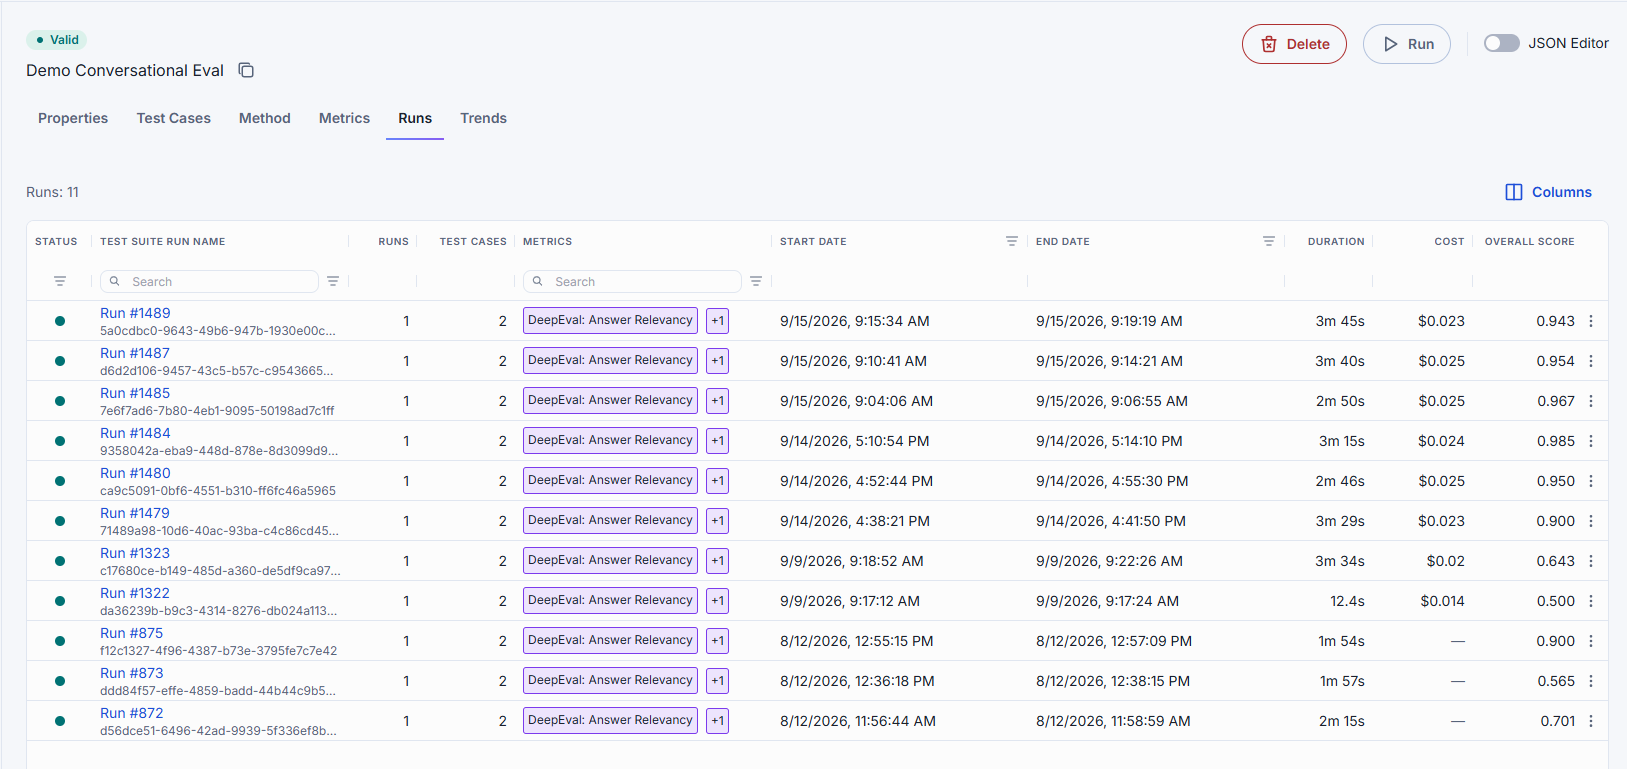 Valid
Delete
Run
JSON Editor
Demo Conversational Eval
Properties Test Cases Method Metrics Runs Trends
Runs: 11
Columns
STATUS TEST SUITE RUN NAME RUNS TEST CASES METRICS START DATE END DATE DURATION COST OVERALL SCORE
Search Search
Run #1489
5a0cdbc0-9643-49b6-947b-1930e00c...
1 2 DeepEval: Answer Relevancy +1 9/15/2026, 9:15:34 AM 9/15/2026, 9:19:19 AM 3m 45s $0.023 0.943
Run #1487
d6d2d106-9457-43c5-b57c-c9543665...
1 2 DeepEval: Answer Relevancy +1 9/15/2026, 9:10:41 AM 9/15/2026, 9:14:21 AM 3m 40s $0.025 0.954
Run #1485
7e6f7ad6-7b80-4eb1-9095-50198ad7c1ff
1 2 DeepEval: Answer Relevancy +1 9/15/2026, 9:04:06 AM 9/15/2026, 9:06:55 AM 2m 50s $0.025 0.967
Run #1484
9358042a-eba9-448d-878e-8d3099d9...
1 2 DeepEval: Answer Relevancy +1 9/14/2026, 5:10:54 PM 9/14/2026, 5:14:10 PM 3m 15s $0.024 0.985
Run #1480
ca9c5091-0bf6-4551-b310-ff6fc46a5965
1 2 DeepEval: Answer Relevancy +1 9/14/2026, 4:52:44 PM 9/14/2026, 4:55:30 PM 2m 46s $0.025 0.950
Run #1479
71489a98-10d6-40ac-93ba-c4c86cd45...
1 2 DeepEval: Answer Relevancy +1 9/14/2026, 4:38:21 PM 9/14/2026, 4:41:50 PM 3m 29s $0.023 0.900
Run #1323
c17680ce-b149-485d-a360-de5df9ca97...
1 2 DeepEval: Answer Relevancy +1 9/9/2026, 9:18:52 AM 9/9/2026, 9:22:26 AM 3m 34s $0.02 0.643
Run #1322
da36239b-b9c3-4314-8276-db024a113...
1 2 DeepEval: Answer Relevancy +1 9/9/2026, 9:17:12 AM 9/9/2026, 9:17:24 AM 12.4s $0.014 0.500
Run #875
f12c1327-4f96-4387-b73e-3795fe7c7e42
1 2 DeepEval: Answer Relevancy +1 8/12/2026, 12:55:15 PM 8/12/2026, 12:57:09 PM 1m 54s — 0.900
Run #873
ddd84f57-effe-4859-badd-44b44c9b5...
1 2 DeepEval: Answer Relevancy +1 8/12/2026, 12:36:18 PM 8/12/2026, 12:38:15 PM 1m 57s — 0.565
Run #872
d56dce51-6496-42ad-9939-5f336ef8b...
1 2 DeepEval: Answer Relevancy +1 8/12/2026, 11:56:44 AM 8/12/2026, 11:58:59 AM 2m 15s — 0.701